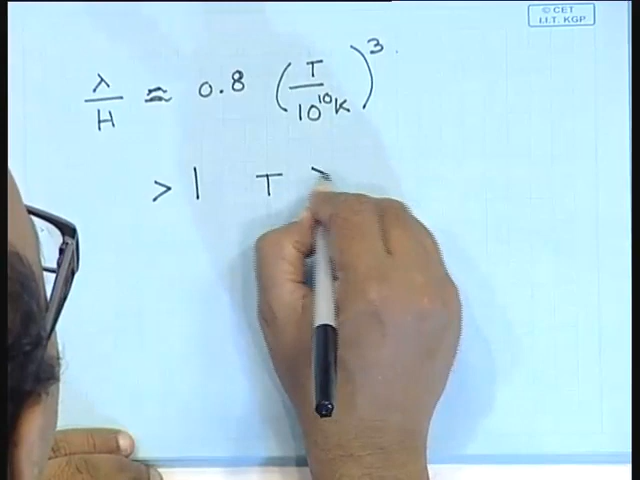 © CET
I.I.T. KGP
λ/H ≃ 0.8 (T/10¹⁰K)³
> 1 T >